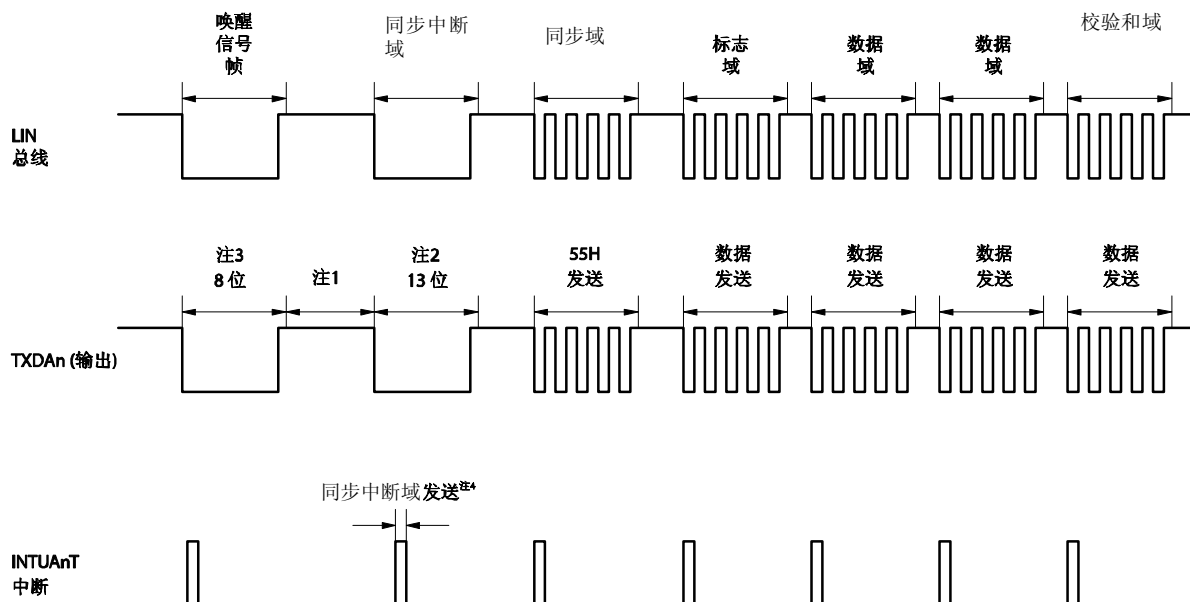 唤醒
信号
帧
同步中断
域
同步域
标志
域
数据
域
数据
域
校验和域
LIN
总线
注3
8 位
注1
注2
13 位
55H
发送
数据
发送
数据
发送
数据
发送
数据
发送
TXDAn (输出)
同步中断域发送注4
INTUAnT
中断